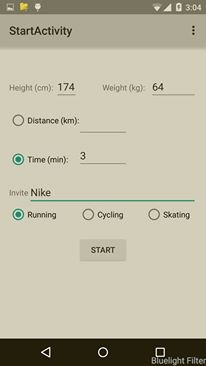 3:04
StartActivity
Height (cm): 174 Weight (kg): 64
Distance (km):
Time (min): 3
Invite Nike
Running Cycling Skating
START
Bluelight Filter